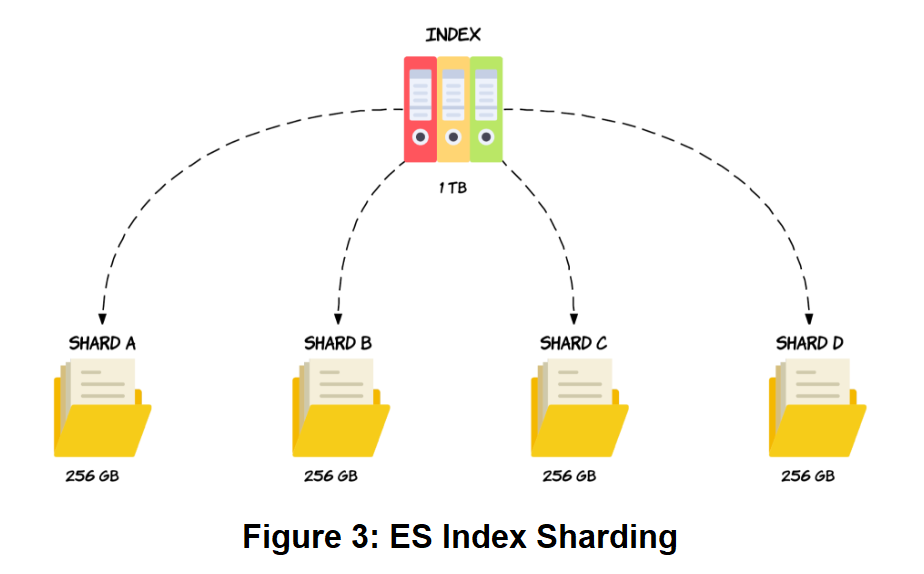 INDEX
1 TB
SHARD A SHARD B SHARD C SHARD D
256 GB 256 GB 256 GB 256 GB
Figure 3: ES Index Sharding